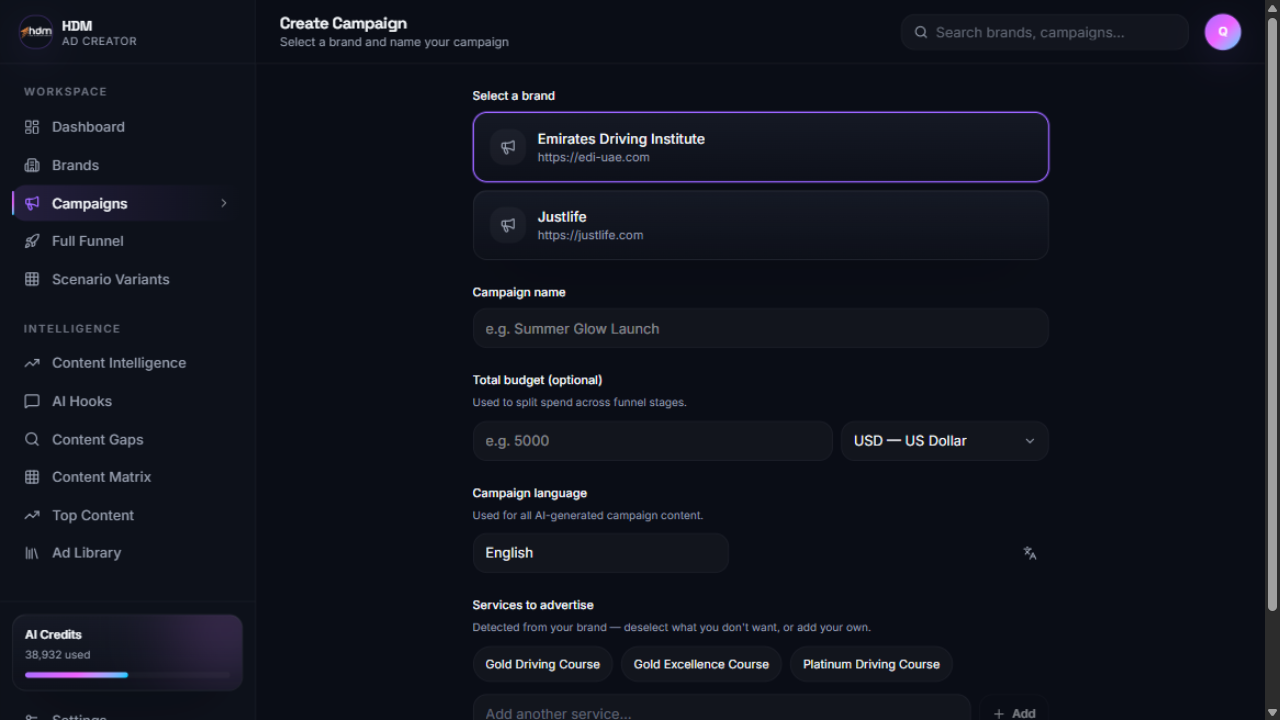 hdm
HDM
AD CREATOR
Create Campaign
Select a brand and name your campaign
Search brands, campaigns...
Q
WORKSPACE
Dashboard
Brands
Campaigns
Full Funnel
Scenario Variants
INTELLIGENCE
Content Intelligence
AI Hooks
Content Gaps
Content Matrix
Top Content
Ad Library
AI Credits
38,932 used
Settings
Select a brand
Emirates Driving Institute
https://edi-uae.com
Justlife
https://justlife.com
Campaign name
e.g. Summer Glow Launch
Total budget (optional)
Used to split spend across funnel stages.
e.g. 5000
USD — US Dollar
Campaign language
Used for all AI-generated campaign content.
English
Services to advertise
Detected from your brand — deselect what you don't want, or add your own.
Gold Driving Course
Gold Excellence Course
Platinum Driving Course
Add another service...
+ Add